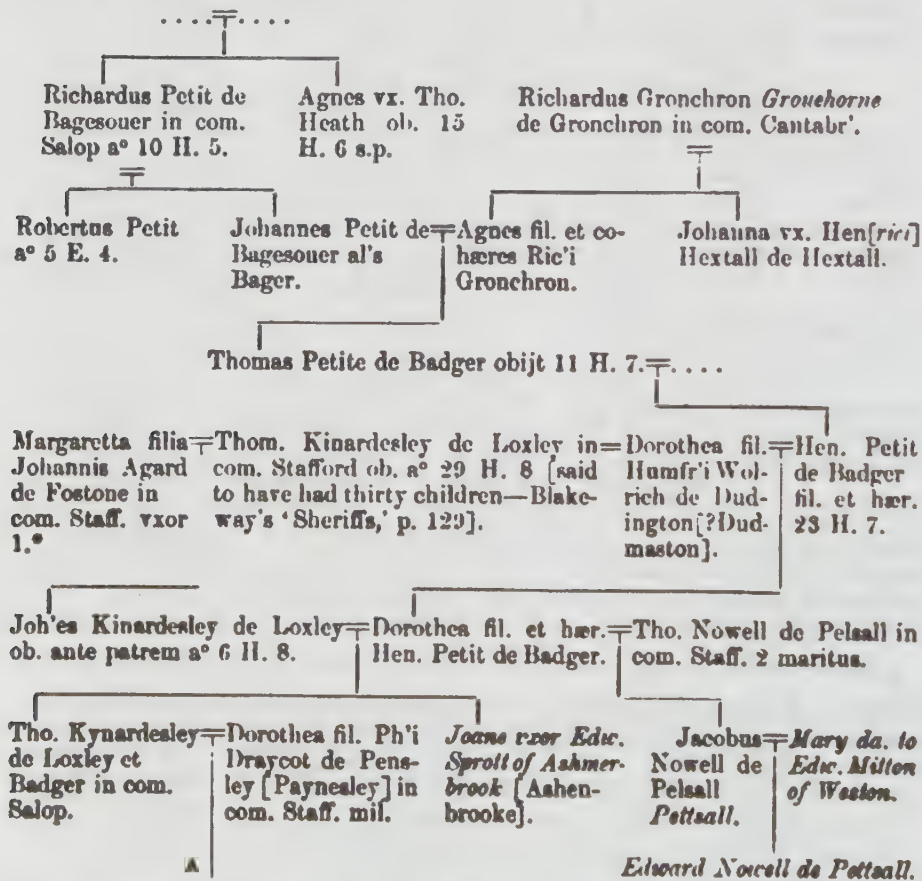 ....╤....
Richardus Petit de
Bagesouer in com.
Salop a° 10 H. 5.
Agnes vx. Tho.
Heath ob. 15
H. 6 s.p.
Richardus Gronchron Grouehorne
de Gronchron in com. Cantabr'.
Robertus Petit
a° 5 E. 4.
Johannes Petit de
Bagesouer al's
Bager.
Agnes fil. et co-
hæres Ric'i
Gronchron.
Johanna vx. Hen[rici]
Hextall de Hextall.
Thomas Petite de Badger obijt 11 H. 7.=....
Margaretta filia
Johannis Agard
de Fostone in
com. Staff. vxor
1.*
Thom. Kinardesley de Loxley in
com. Stafford ob. a° 29 H. 8 [said
to have had thirty children—Blake-
way's 'Sheriffs,' p. 129].
Dorothea fil.
Humfr'i Wol-
rich de Dud-
ington[?Dud-
maston].
Hen. Petit
de Badger
fil. et hær.
23 H. 7.
Joh'es Kinardesley de Loxley
ob. ante patrem a° 6 H. 8.
Dorothea fil. et hær.
Hen. Petit de Badger.
Tho. Nowell de Pelsall in
com. Staff. 2 maritus.
Tho. Kynardesley
de Loxley et
Badger in com.
Salop.
Dorothea fil. Ph'i
Draycot de Pens-
ley [Paynesley] in
com. Staff. mil.
Joane vxor Edw.
Sprott of Ashmer-
brook [Ashen-
brooke].
Jacobus
Nowell de
Pelsall
Pettsall.
Mary da. to
Edw. Mitton
of Weston.
A
Edward Nowell de Pettsall.